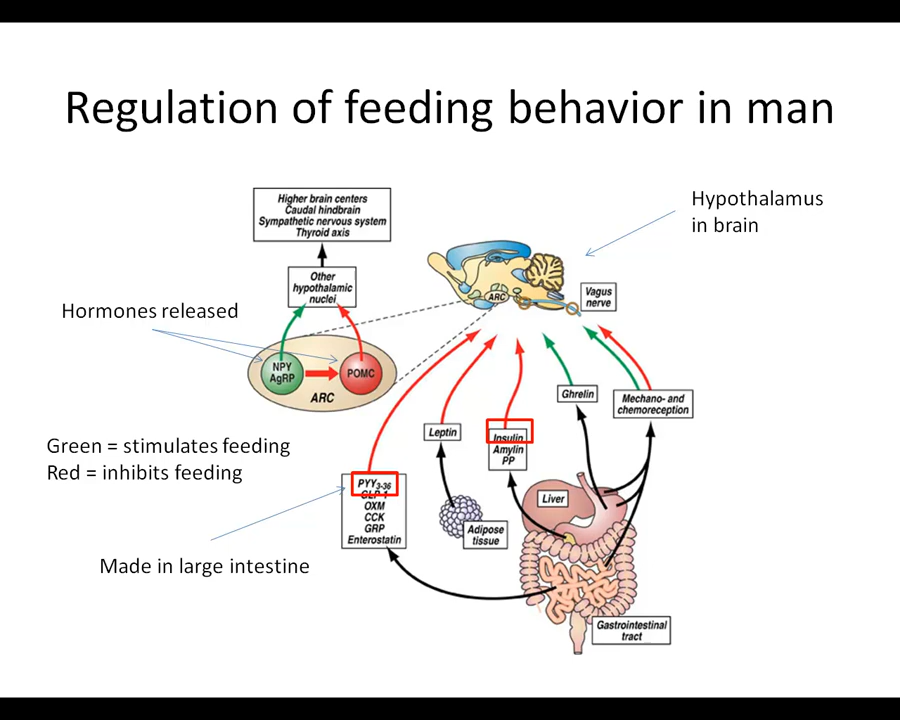 Regulation of feeding behavior in man
Higher brain centers
Caudal hindbrain
Sympathetic nervous system
Thyroid axis
Hypothalamus
in brain
Other
hypothalamic
nuclei
ARC
Vagus
nerve
Hormones released
NPY
AgRP
POMC
ARC
Green = stimulates feeding
Red = inhibits feeding
Ghrelin
Mechano- and
chemoreception
Leptin
Insulin
Amylin
PP
PYY3-36
GLP-1
OXM
CCK
GRP
Enterostatin
Liver
Adipose
tissue
Made in large intestine
Gastrointestinal
tract